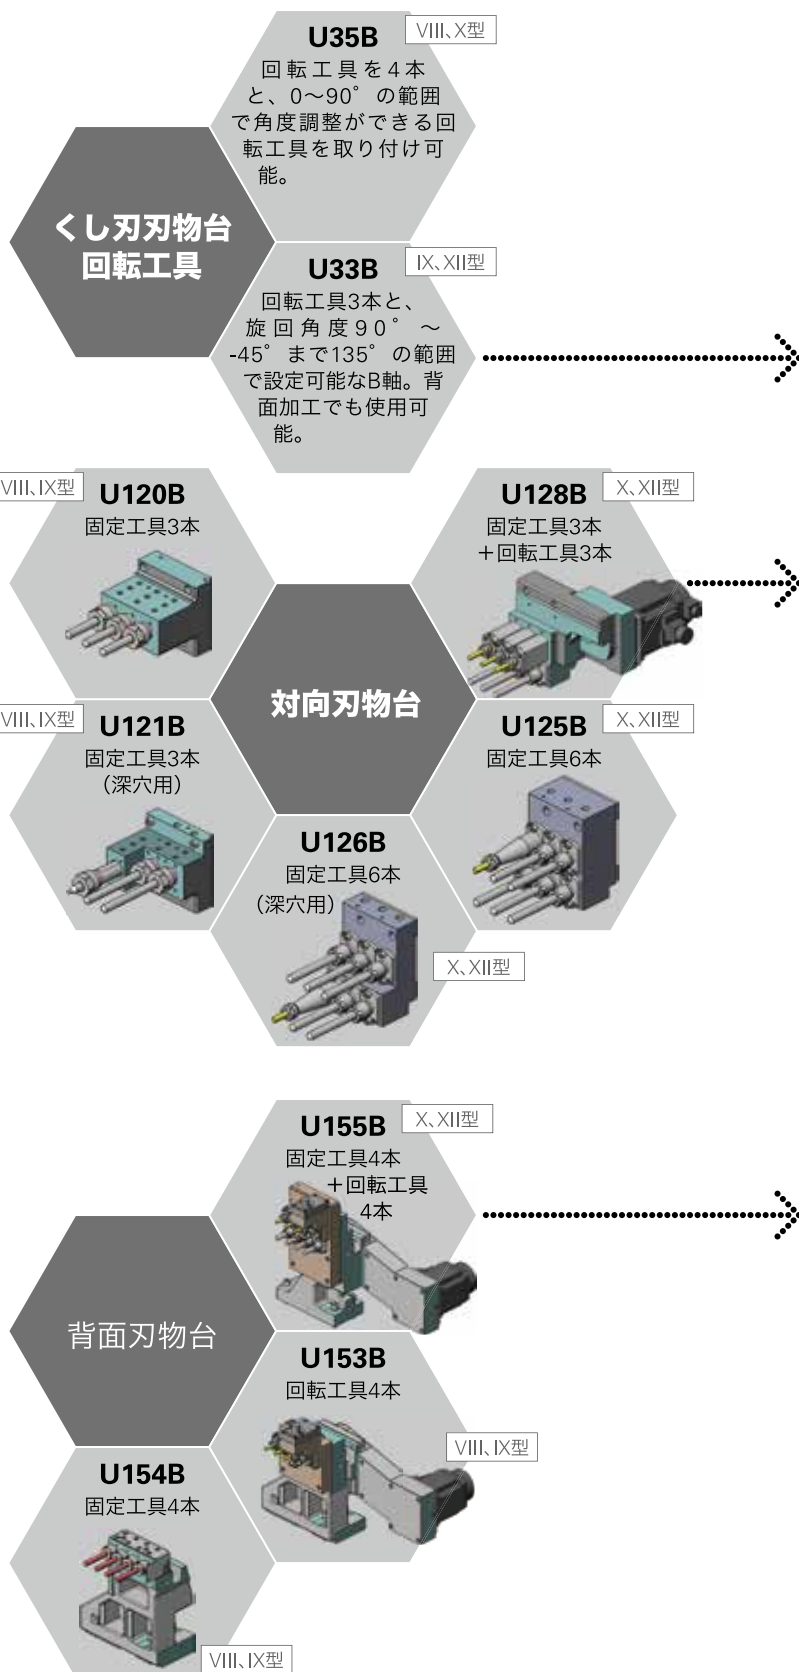 U35B
VIII、X型
回転工具を4本
と、0～90°の範囲
で角度調整ができる回
転工具を取り付け可
能。
くし刃刃物台
回転工具
U33B
IX、XII型
回転工具3本と、
旋回角度90°～
-45°まで135°の範囲
で設定可能なB軸。背
面加工でも使用可
能。
VIII、IX型
U120B
固定工具3本
U128B
X、XII型
固定工具3本
＋回転工具3本
対向刃物台
VIII、IX型
U121B
固定工具3本
（深穴用）
U125B
X、XII型
固定工具6本
U126B
固定工具6本
（深穴用）
X、XII型
U155B
X、XII型
固定工具4本
＋回転工具
4本
背面刃物台
U153B
回転工具4本
VIII、IX型
U154B
固定工具4本
VIII、IX型